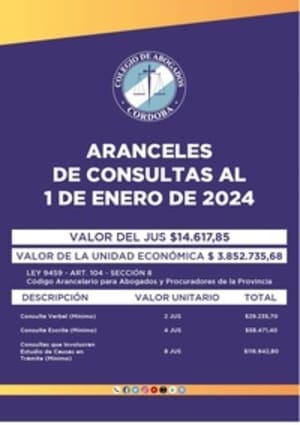 COLEGIO DE ABOGADOS
CÓRDOBA
ARANCELES
DE CONSULTAS AL
1 DE ENERO DE 2024
VALOR DEL JUS $14.617,85
VALOR DE LA UNIDAD ECONÓMICA $ 3.852.735,68
LEY 9459 - ART. 104 - SECCIÓN 8
Código Arancelario para Abogados y Procuradores de la Provincia
DESCRIPCIÓN VALOR UNITARIO TOTAL
Consulta Verbal (Mínimo) 2 JUS $29.235,70
Consulta Escrita (Mínimo) 4 JUS $58.471,40
Consultas que Involucren
Estudio de Causas en 8 JUS $116.942,80
Trámite (Mínimo)